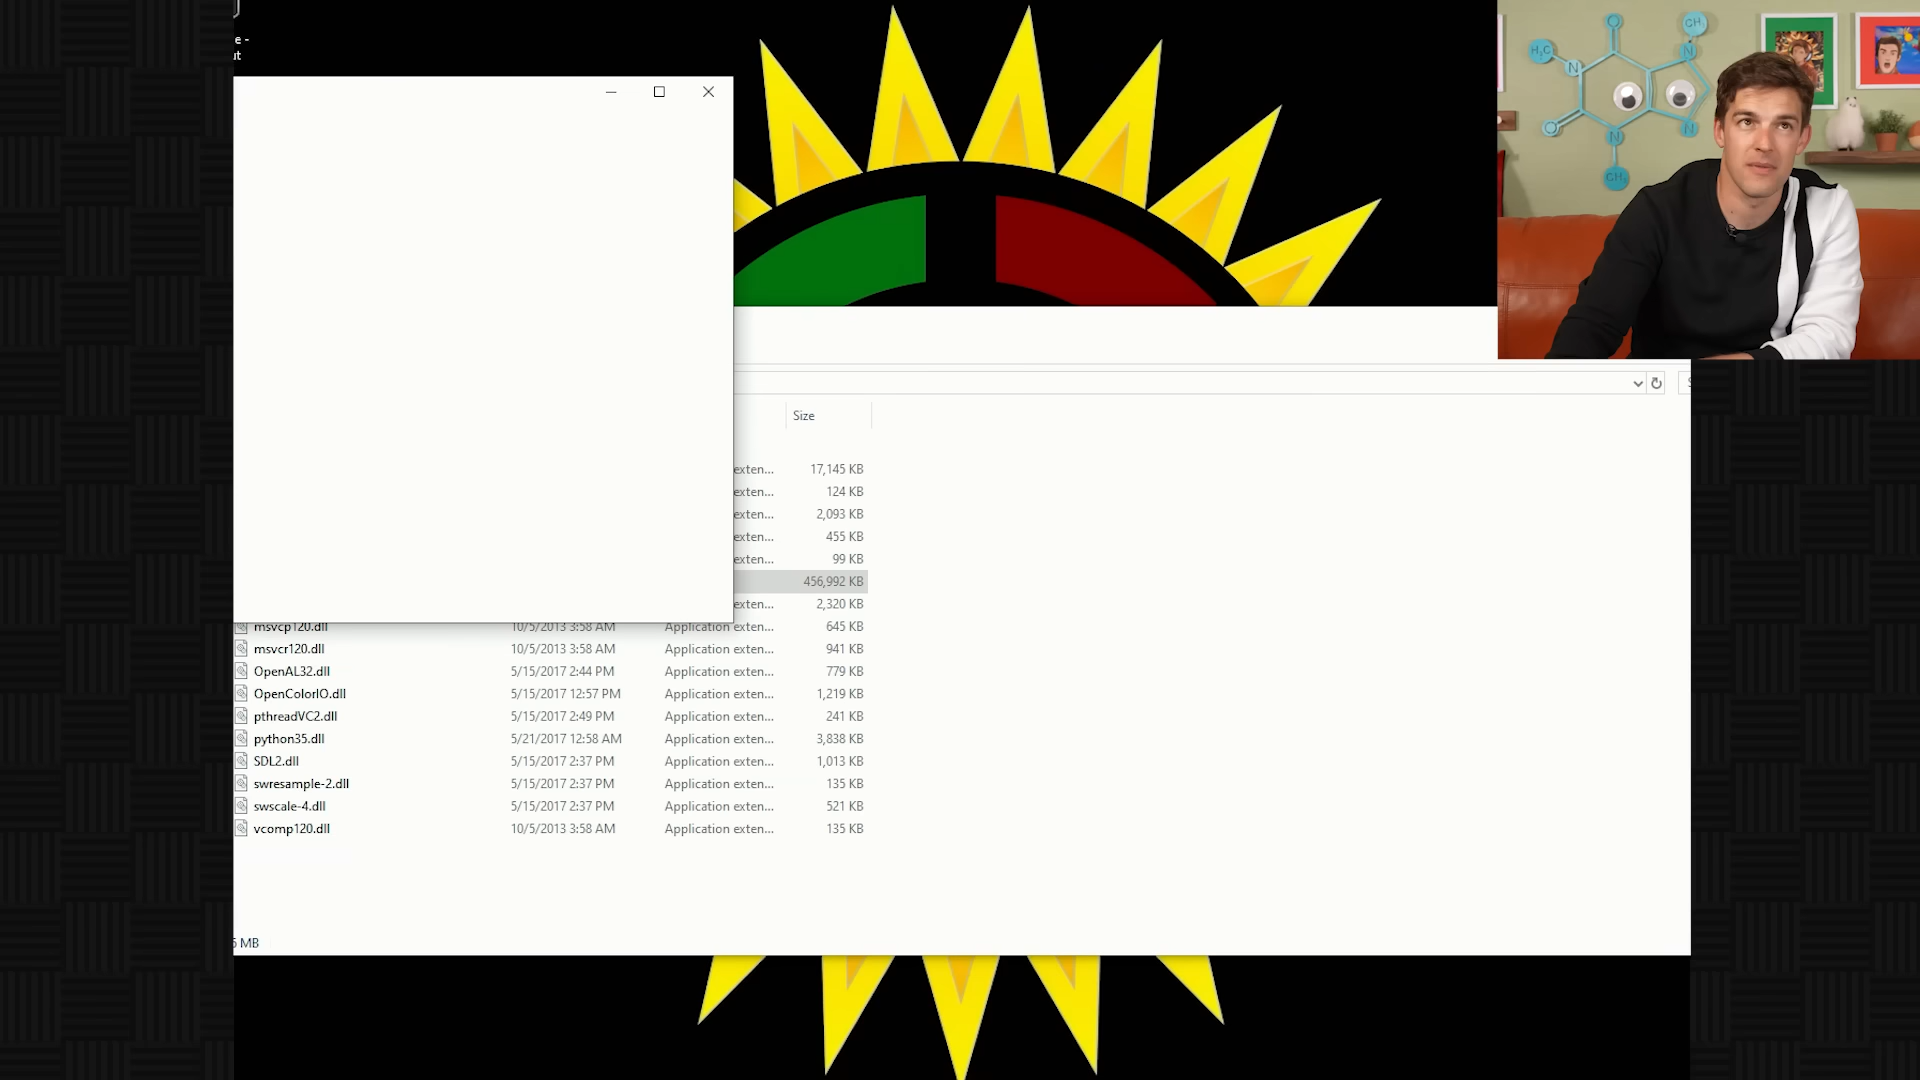 e -
ut
H₃C
N
CH₃
N
N
N
O
O
CH₃
Size
exten... 17,145 KB
exten... 124 KB
exten... 2,093 KB
exten... 455 KB
exten... 99 KB
456,992 KB
exten... 2,320 KB
msvcp120.dll 10/5/2013 3:58 AM Application exten... 645 KB
msvcr120.dll 10/5/2013 3:58 AM Application exten... 941 KB
OpenAL32.dll 5/15/2017 2:44 PM Application exten... 779 KB
OpenColorIO.dll 5/15/2017 12:57 PM Application exten... 1,219 KB
pthreadVC2.dll 5/15/2017 2:49 PM Application exten... 241 KB
python35.dll 5/21/2017 12:58 AM Application exten... 3,838 KB
SDL2.dll 5/15/2017 2:37 PM Application exten... 1,013 KB
swresample-2.dll 5/15/2017 2:37 PM Application exten... 135 KB
swscale-4.dll 5/15/2017 2:37 PM Application exten... 521 KB
vcomp120.dll 10/5/2013 3:58 AM Application exten... 135 KB
MB